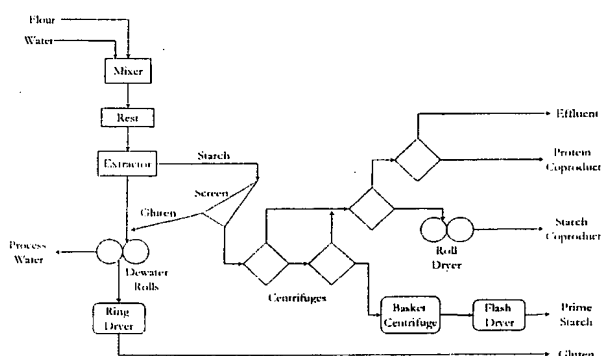 Flour
Water
Mixer
Rest
Extractor
Starch
Screen
Gluten
Process
Water
Dewater
Rolls
Ring
Dryer
Centrifuges
Basket
Centrifuge
Flash
Dryer
Roll
Dryer
Effluent
Protein
Coproduct
Starch
Coproduct
Prime
Starch
Gluten